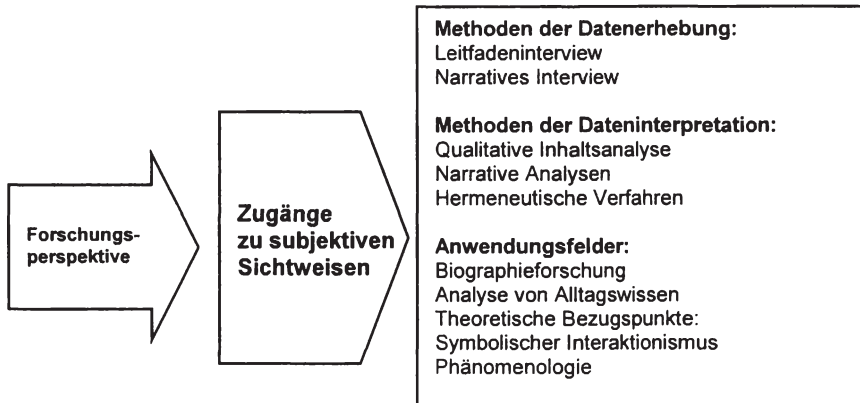 Forschungs-
perspektive
Zugänge
zu subjektiven
Sichtweisen
Methoden der Datenerhebung:
Leitfadeninterview
Narratives Interview
Methoden der Dateninterpretation:
Qualitative Inhaltsanalyse
Narrative Analysen
Hermeneutische Verfahren
Anwendungsfelder:
Biographieforschung
Analyse von Alltagswissen
Theoretische Bezugspunkte:
Symbolischer Interaktionismus
Phänomenologie